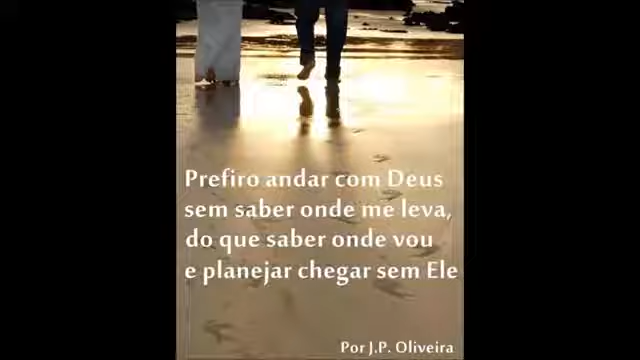 Prefiro andar com Deus
sem saber onde me leva,
do que saber onde vou
e planejar chegar sem Ele
Por J.P. Oliveira